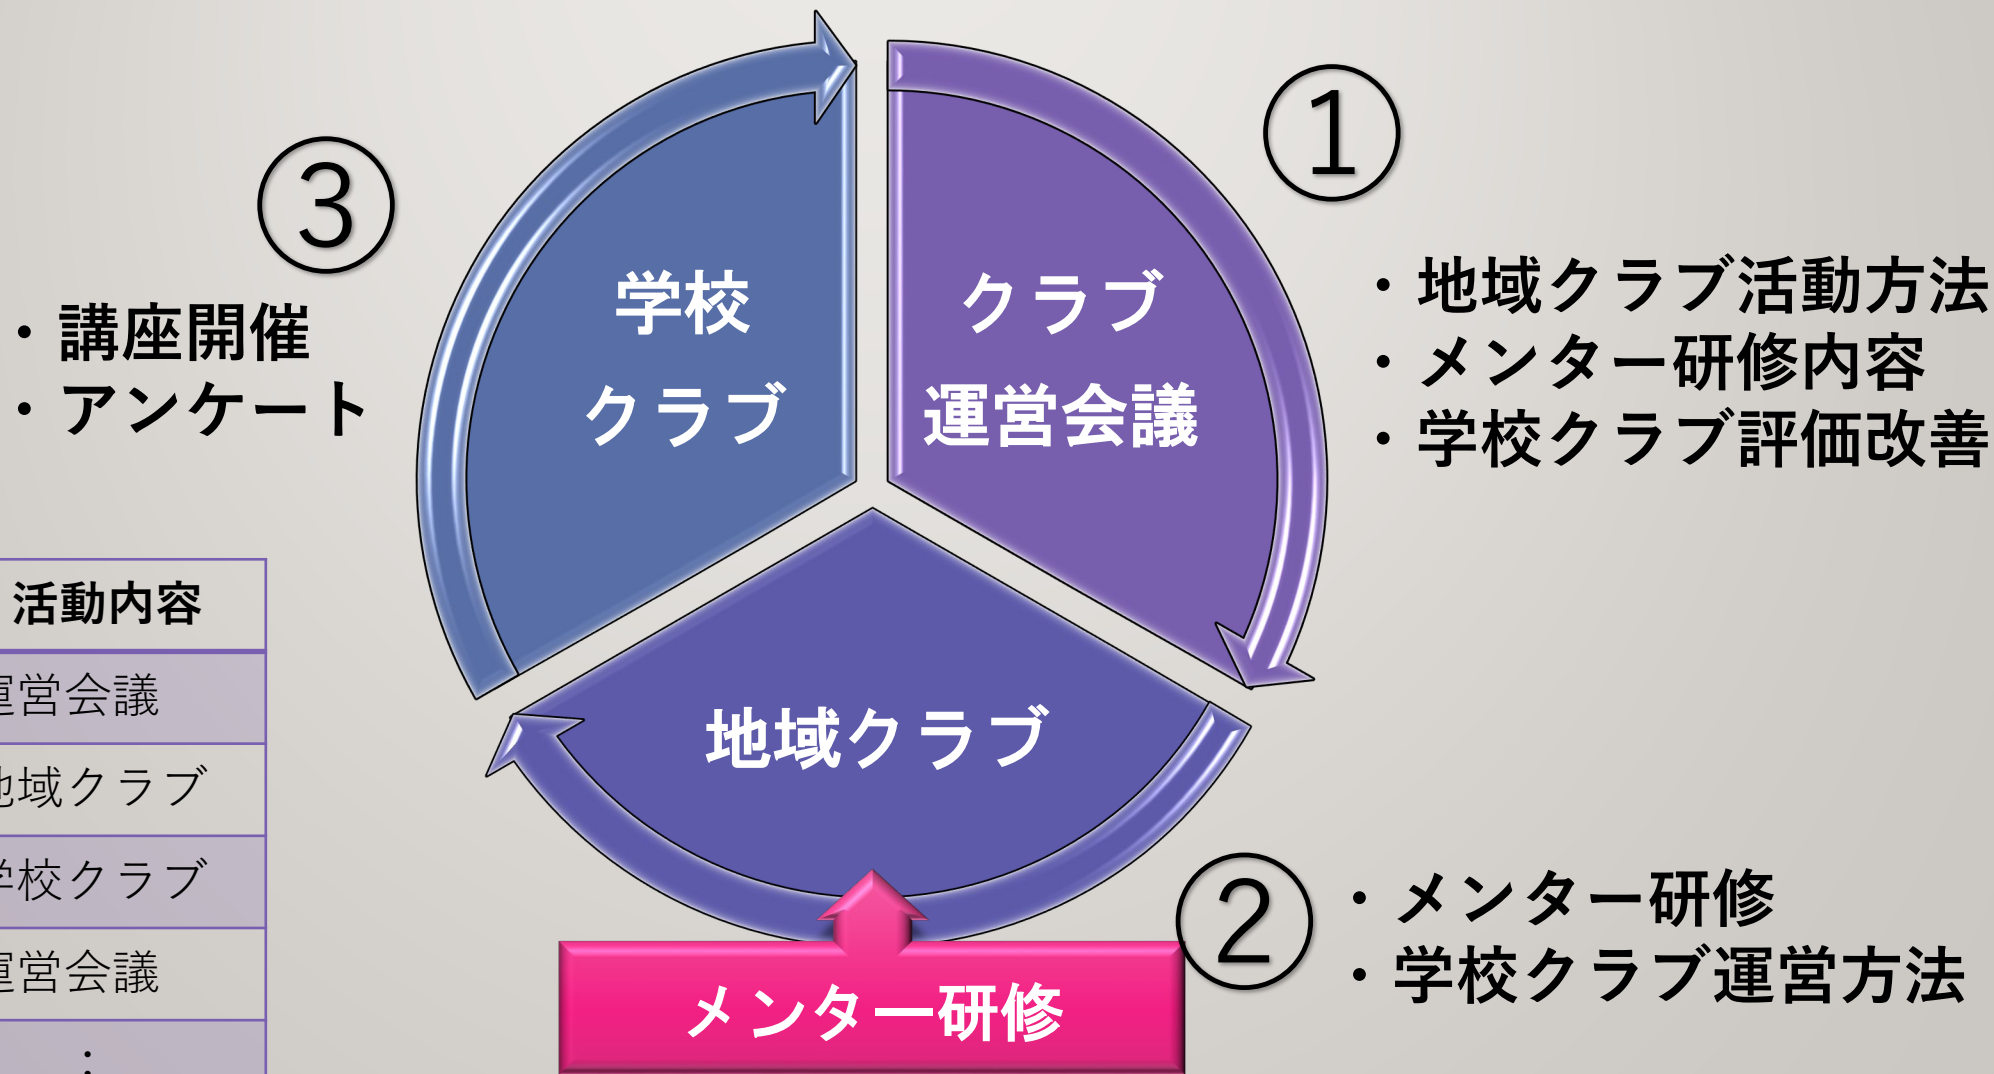 ①
・地域クラブ活動方法
・メンター研修内容
・学校クラブ評価改善
クラブ
運営会議
③
・講座開催
・アンケート
学校
クラブ
地域クラブ
②
・メンター研修
・学校クラブ運営方法
メンター研修
活動内容
運営会議
地域クラブ
学校クラブ
運営会議
：